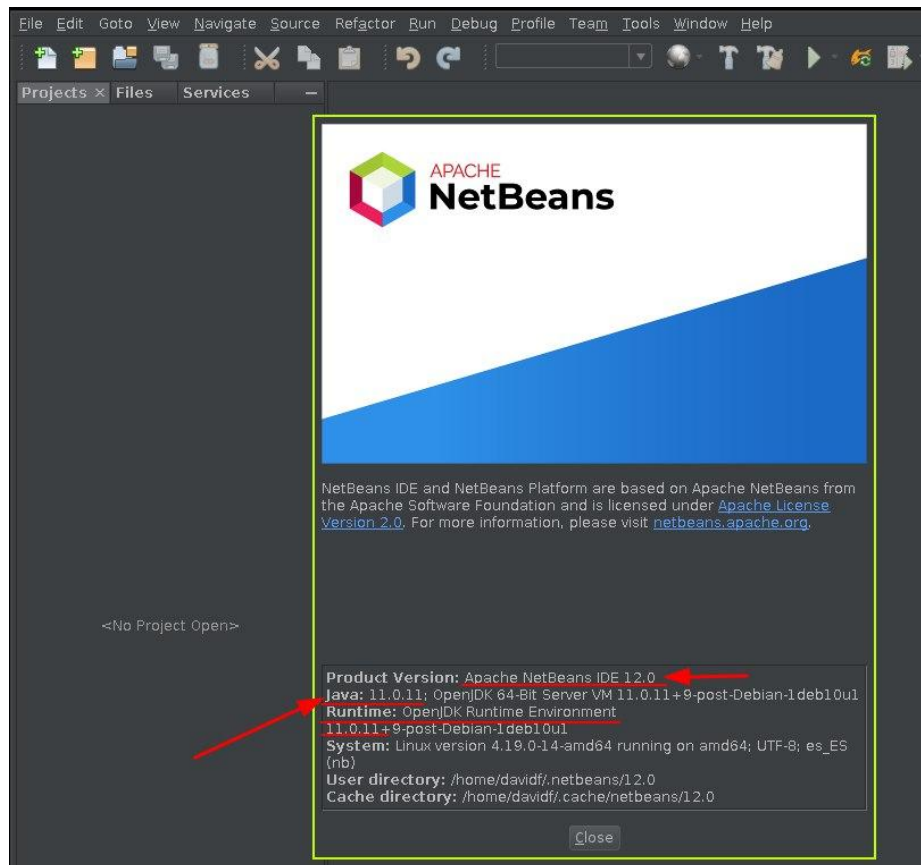 File Edit Goto View Navigate Source Refactor Run Debug Profile Team Tools Window Help
Projects × Files Services
APACHE
NetBeans
NetBeans IDE and NetBeans Platform are based on Apache NetBeans from
the Apache Software Foundation and is licensed under Apache License
Version 2.0. For more information, please visit netbeans.apache.org.
<No Project Open>
Product Version: Apache NetBeans IDE 12.0
Java: 11.0.11; OpenJDK 64-Bit Server VM 11.0.11+9-post-Debian-1deb10u1
Runtime: OpenJDK Runtime Environment
11.0.11+9-post-Debian-1deb10u1
System: Linux version 4.19.0-14-amd64 running on amd64; UTF-8; es_ES
(nb)
User directory: /home/davidf/.netbeans/12.0
Cache directory: /home/davidf/.cache/netbeans/12.0
Close